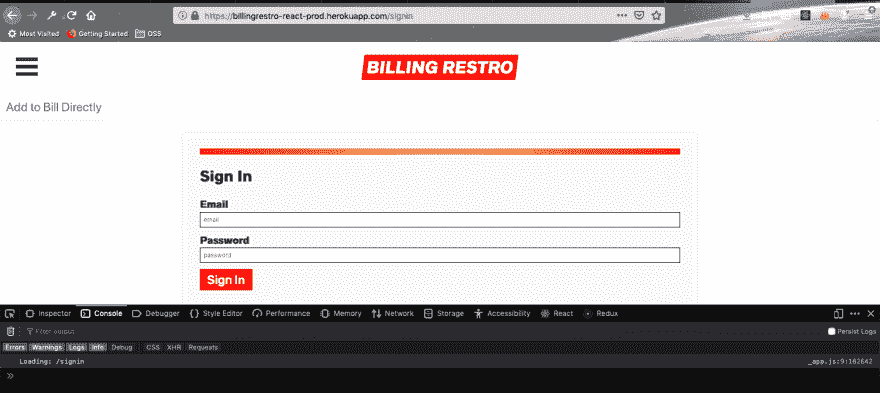 https://billingrestro-react-prod.herokuapp.com/signin
Most Visited Getting Started OSS
BILLING RESTRO
Add to Bill Directly
Sign In
Email
email
Password
password
Sign In
Inspector Console Debugger Style Editor Performance Memory Network Storage Accessibility React Redux
Filter output Persist Logs
Errors Warnings Logs Info Debug CSS XHR Requests
Loading: /signin _app.js:9:162642